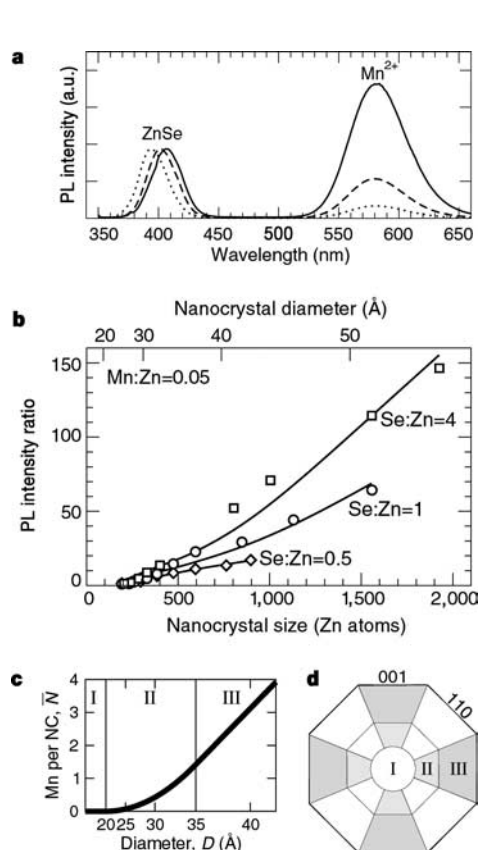 a
PL intensity (a.u.)
ZnSe
Mn2+
350 400 450 500 550 600 650
Wavelength (nm)
b
Nanocrystal diameter (Å)
20 30 40 50
Mn:Zn=0.05
PL intensity ratio
150
100
50
0
Se:Zn=4
Se:Zn=1
Se:Zn=0.5
0 500 1,000 1,500 2,000
Nanocrystal size (Zn atoms)
c
Mn per NC, N̅
4
3
2
1
0
I II III
2025 30 40
Diameter, D (Å)
d
001
110
I II III